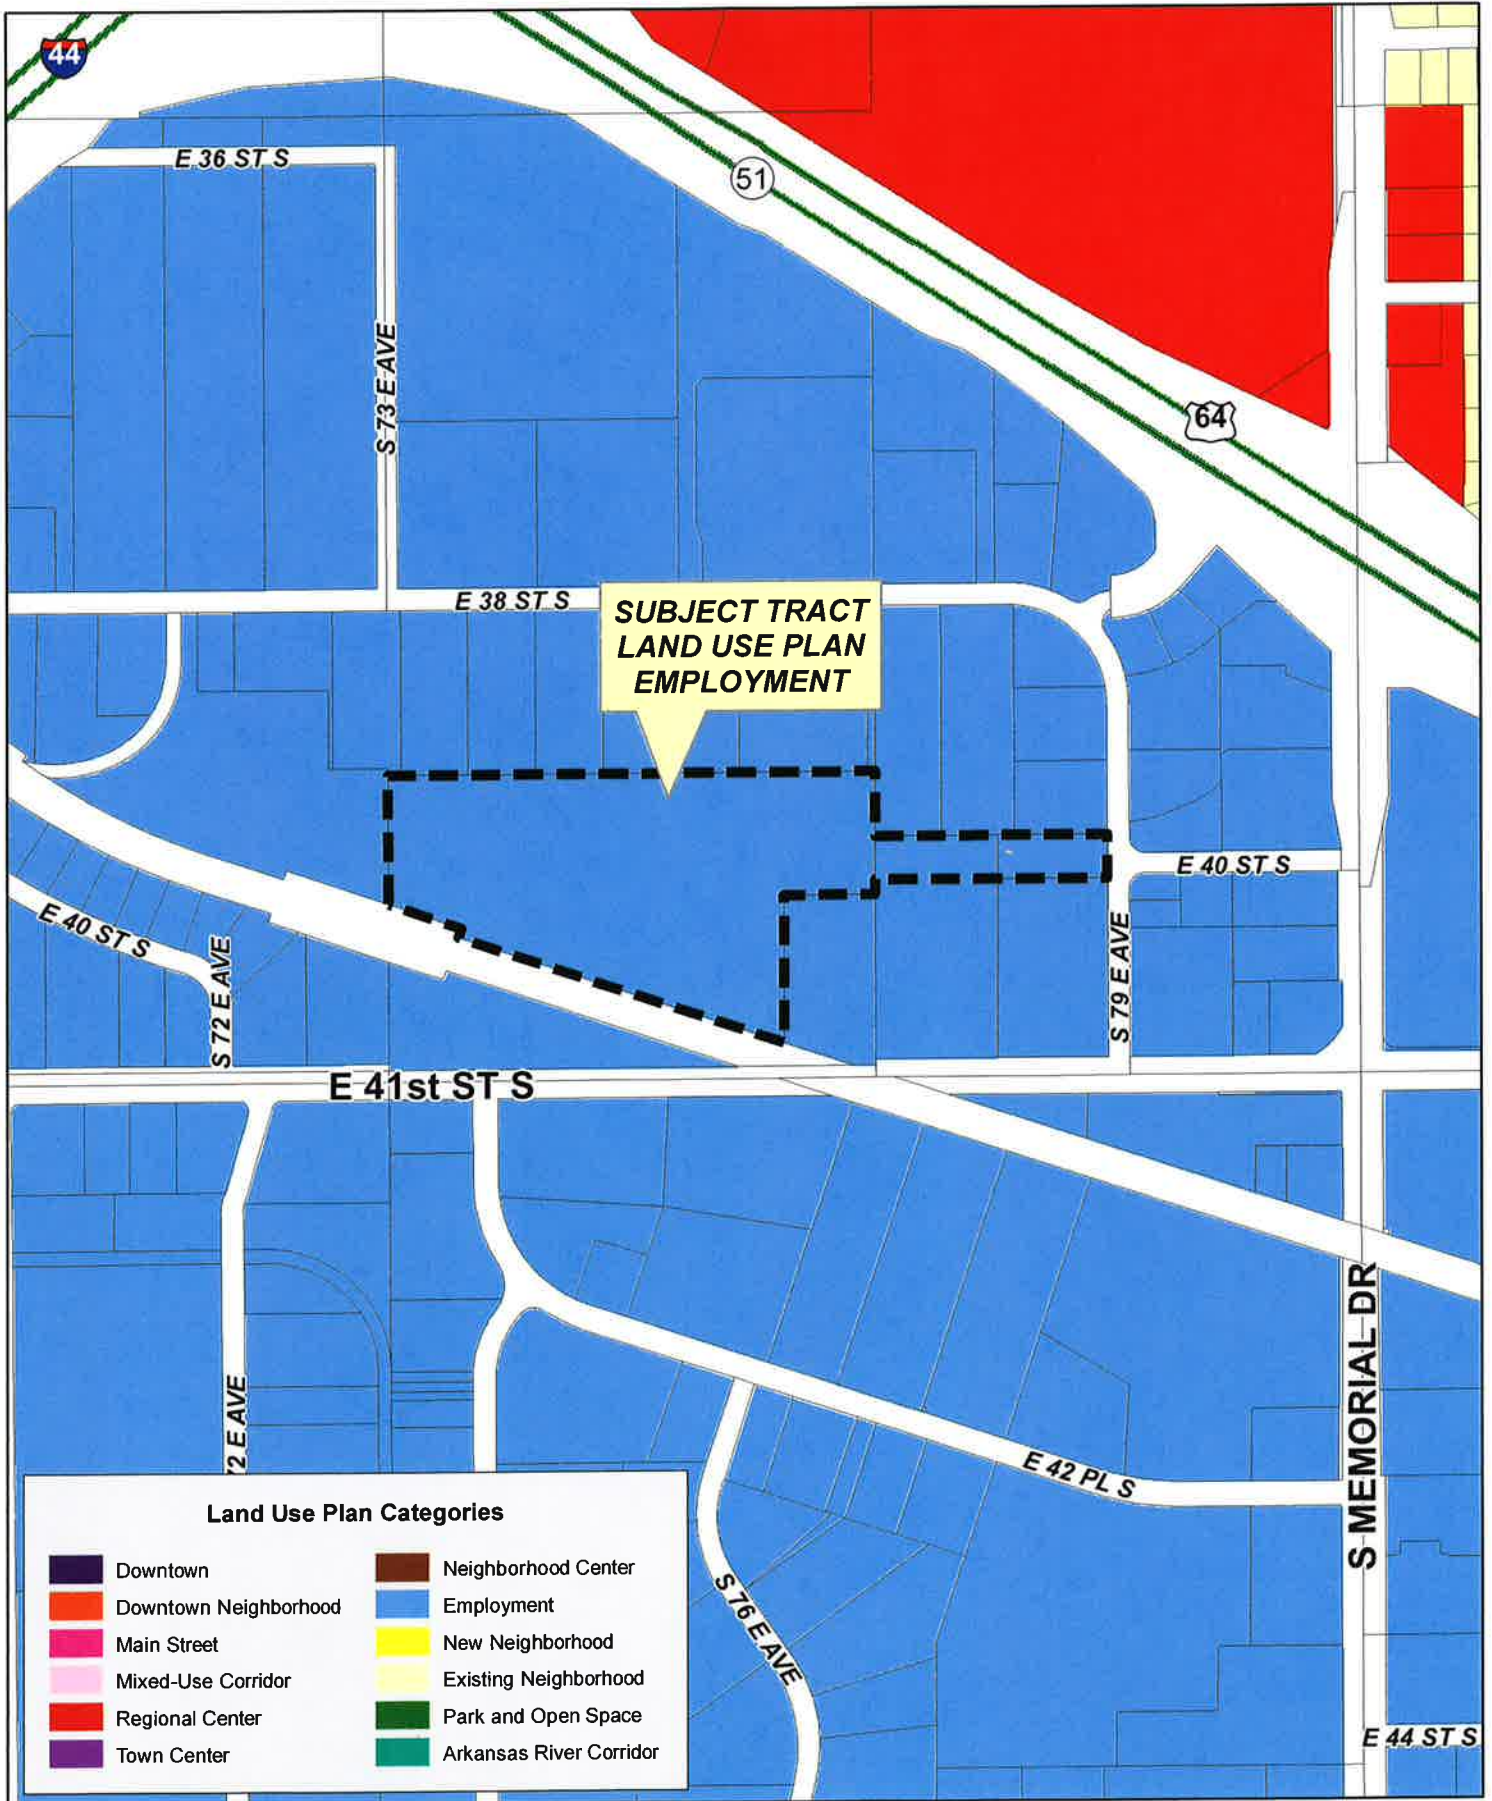 44
E 36 ST S
51
S 73 E AVE
64
E 38 ST S
SUBJECT TRACT
LAND USE PLAN
EMPLOYMENT
E 40 ST S
E 40 ST S
S 72 E AVE
S 79 E AVE
E 41st ST S
S MEMORIAL DR
72 E AVE
E 42 PL S
S 76 E AVE
E 44 ST S
Land Use Plan Categories
Downtown
Downtown Neighborhood
Main Street
Mixed-Use Corridor
Regional Center
Town Center
Neighborhood Center
Employment
New Neighborhood
Existing Neighborhood
Park and Open Space
Arkansas River Corridor